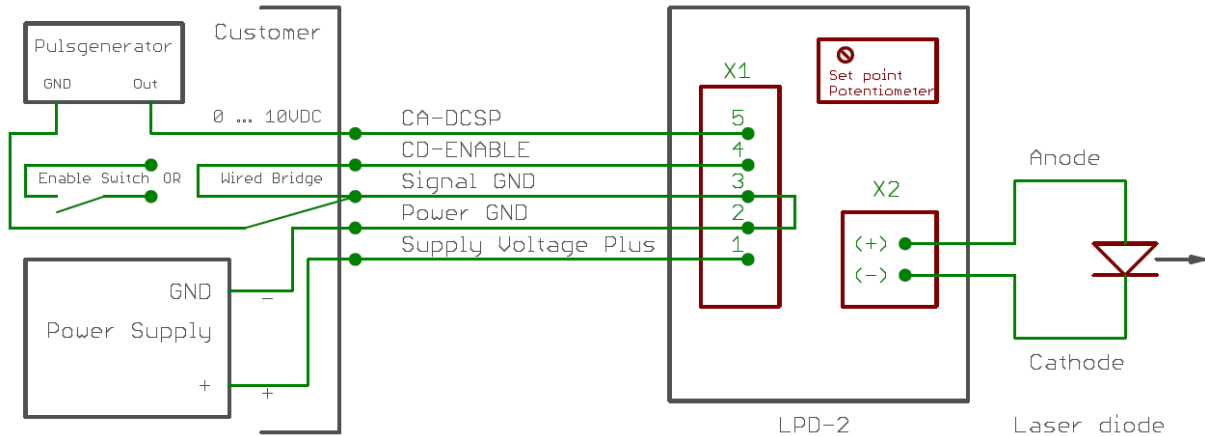 Customer
Pulsgenerator
GND Out
0 ... 10VDC
Enable Switch OR Wired Bridge
CA-DCSP
CD-ENABLE
Signal GND
Power GND
Supply Voltage Plus
GND
-
Power Supply
+
+
X1
5
4
3
2
1
Set point
Potentiometer
X2
(+)
(-)
LPD-2
Anode
Cathode
Laser diode